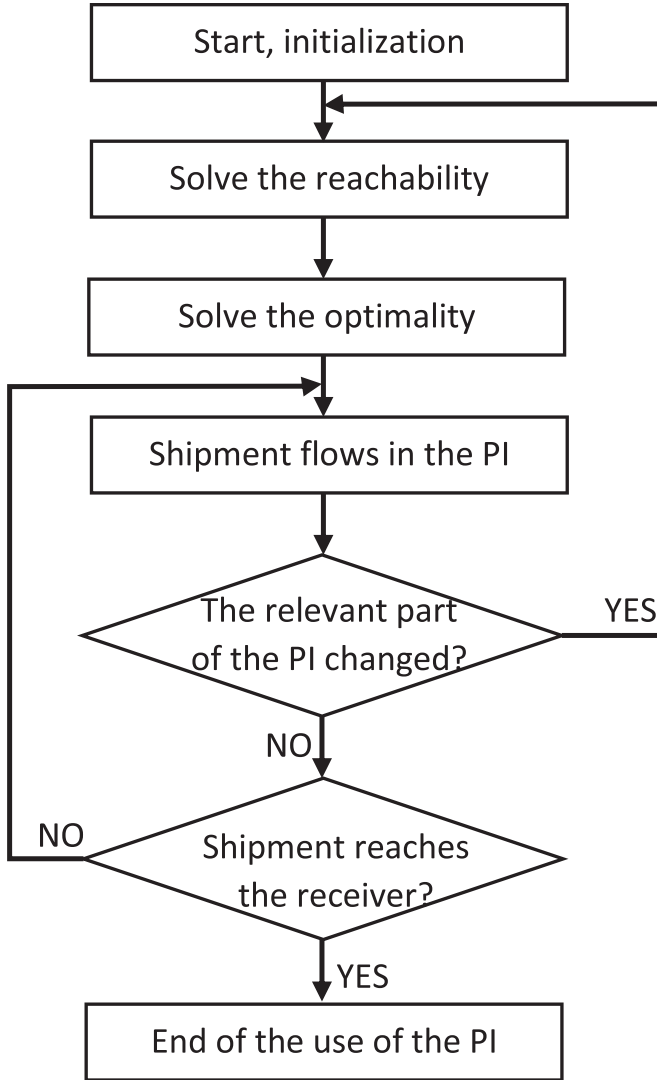 Start, initialization
Solve the reachability
Solve the optimality
Shipment flows in the PI
The relevant part
of the PI changed?
YES
NO
Shipment reaches
the receiver?
NO
YES
End of the use of the PI